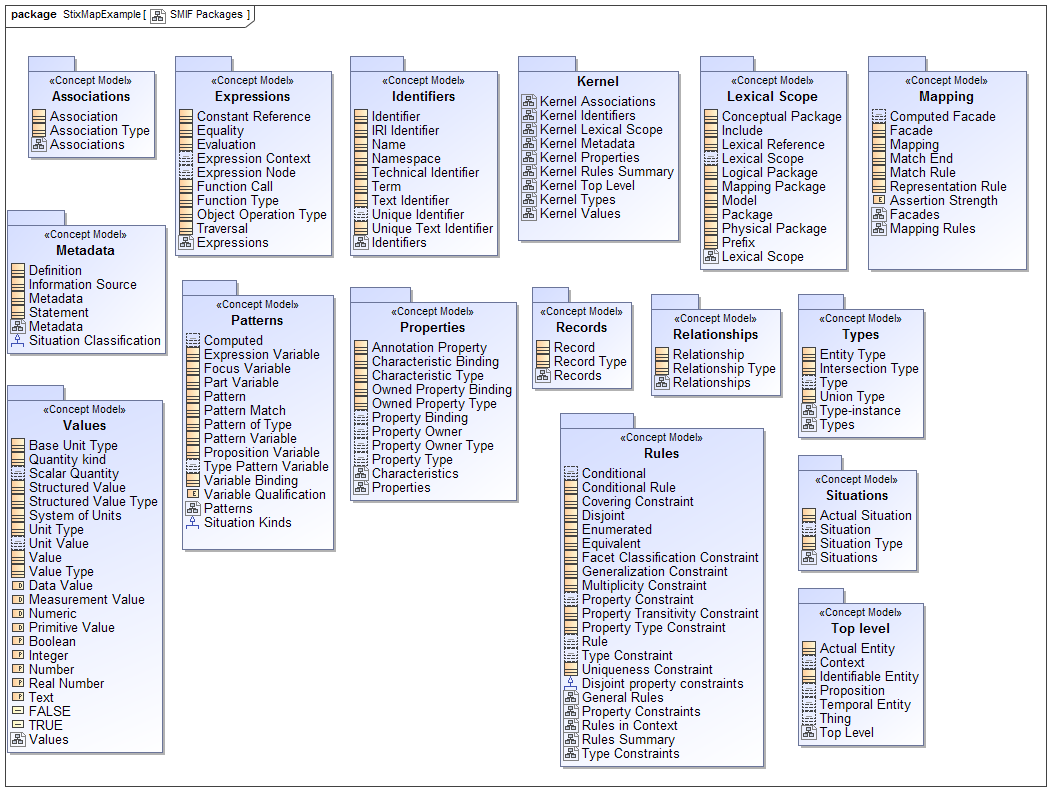 package StixMapExample [ SMIF Packages ]
«Concept Model»
Associations
Association
Association Type
Associations
«Concept Model»
Expressions
Constant Reference
Equality
Evaluation
Expression Context
Expression Node
Function Call
Function Type
Object Operation Type
Traversal
Expressions
«Concept Model»
Identifiers
Identifier
IRI Identifier
Name
Namespace
Technical Identifier
Term
Text Identifier
Unique Identifier
Unique Text Identifier
Identifiers
Kernel
Kernel Associations
Kernel Identifiers
Kernel Lexical Scope
Kernel Metadata
Kernel Properties
Kernel Rules Summary
Kernel Top Level
Kernel Types
Kernel Values
«Concept Model»
Lexical Scope
Conceptual Package
Include
Lexical Reference
Lexical Scope
Logical Package
Mapping Package
Model
Package
Physical Package
Prefix
Lexical Scope
«Concept Model»
Mapping
Computed Facade
Facade
Mapping
Match End
Match Rule
Representation Rule
E Assertion Strength
Facades
Mapping Rules
«Concept Model»
Metadata
Definition
Information Source
Metadata
Statement
Metadata
Situation Classification
«Concept Model»
Patterns
Computed
Expression Variable
Focus Variable
Part Variable
Pattern
Pattern Match
Pattern of Type
Pattern Variable
Proposition Variable
Type Pattern Variable
Variable Binding
E Variable Qualification
Patterns
Situation Kinds
«Concept Model»
Properties
Annotation Property
Characteristic Binding
Characteristic Type
Owned Property Binding
Owned Property Type
Property Binding
Property Owner
Property Owner Type
Property Type
Characteristics
Properties
«Concept Model»
Records
Record
Record Type
Records
«Concept Model»
Relationships
Relationship
Relationship Type
Relationships
«Concept Model»
Types
Entity Type
Intersection Type
Type
Union Type
Type-instance
Types
«Concept Model»
Values
Base Unit Type
Quantity kind
Scalar Quantity
Structured Value
Structured Value Type
System of Units
Unit Type
Unit Value
Value
Value Type
D Data Value
D Measurement Value
D Numeric
D Primitive Value
P Boolean
P Integer
P Number
P Real Number
P Text
FALSE
TRUE
Values
«Concept Model»
Rules
Conditional
Conditional Rule
Covering Constraint
Disjoint
Enumerated
Equivalent
Facet Classification Constraint
Generalization Constraint
Multiplicity Constraint
Property Constraint
Property Transitivity Constraint
Property Type Constraint
Rule
Type Constraint
Uniqueness Constraint
Disjoint property constraints
General Rules
Property Constraints
Rules in Context
Rules Summary
Type Constraints
«Concept Model»
Situations
Actual Situation
Situation
Situation Type
Situations
«Concept Model»
Top level
Actual Entity
Context
Identifiable Entity
Proposition
Temporal Entity
Thing
Top Level